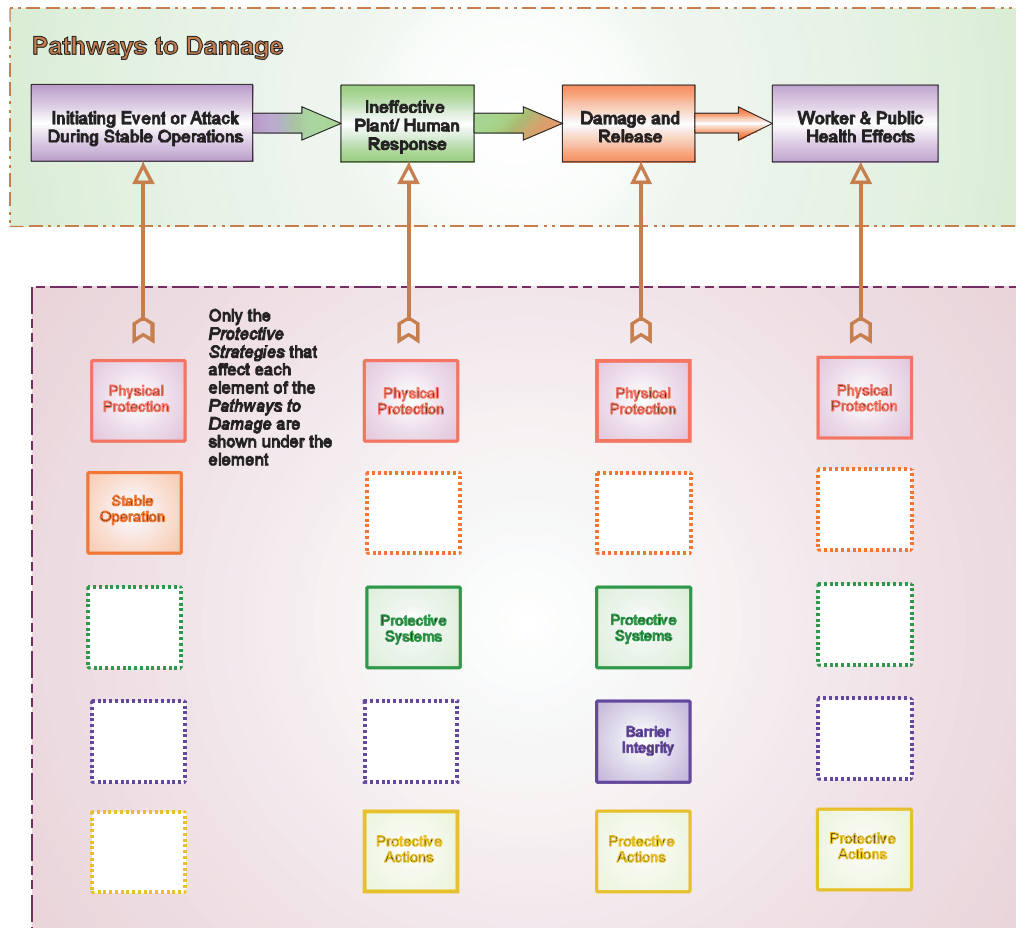 Pathways to Damage
Initiating Event or Attack
During Stable Operations
Ineffective
Plant/ Human
Response
Damage and
Release
Worker & Public
Health Effects
Only the
Protective
Strategies that
affect each
element of the
Pathways to
Damage are
shown under the
element
Physical
Protection
Physical
Protection
Physical
Protection
Physical
Protection
Stable
Operation
Protective
Systems
Protective
Systems
Barrier
Integrity
Protective
Actions
Protective
Actions
Protective
Actions